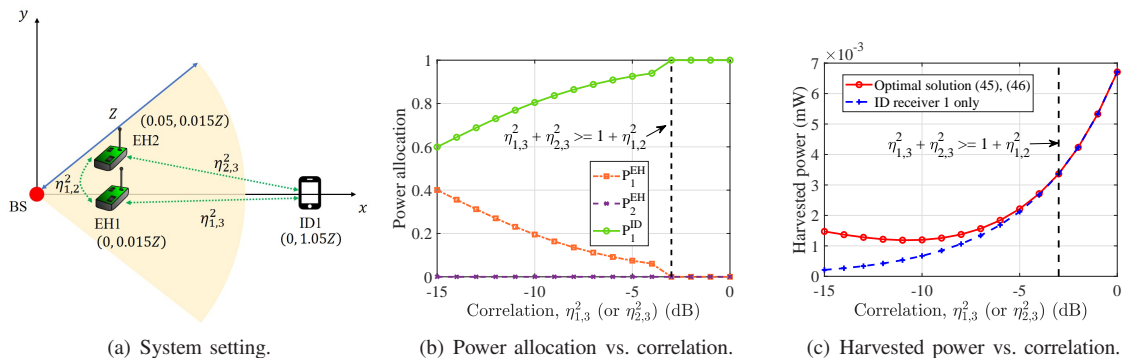 y
Z
(0.05, 0.015Z)
EH2
η²₁,₂
η²₂,₃
BS
EH1
η²₁,₃
ID1
x
(0, 0.015Z)
(0, 1.05Z)
(a) System setting.
Power allocation
1
0.8
0.6
0.4
0.2
0
η²₁,₃ + η²₂,₃ >= 1 + η²₁,₂
P₁ᴱᴴ
P₂ᴱᴴ
P₁ᴵᴰ
-15
-10
-5
0
Correlation, η²₁,₃ (or η²₂,₃) (dB)
(b) Power allocation vs. correlation.
×10⁻³
Harvested power (mW)
7
6
5
4
3
2
1
0
Optimal solution (45), (46)
ID receiver 1 only
η²₁,₃ + η²₂,₃ >= 1 + η²₁,₂
-15
-10
-5
0
Correlation, η²₁,₃ (or η²₂,₃) (dB)
(c) Harvested power vs. correlation.